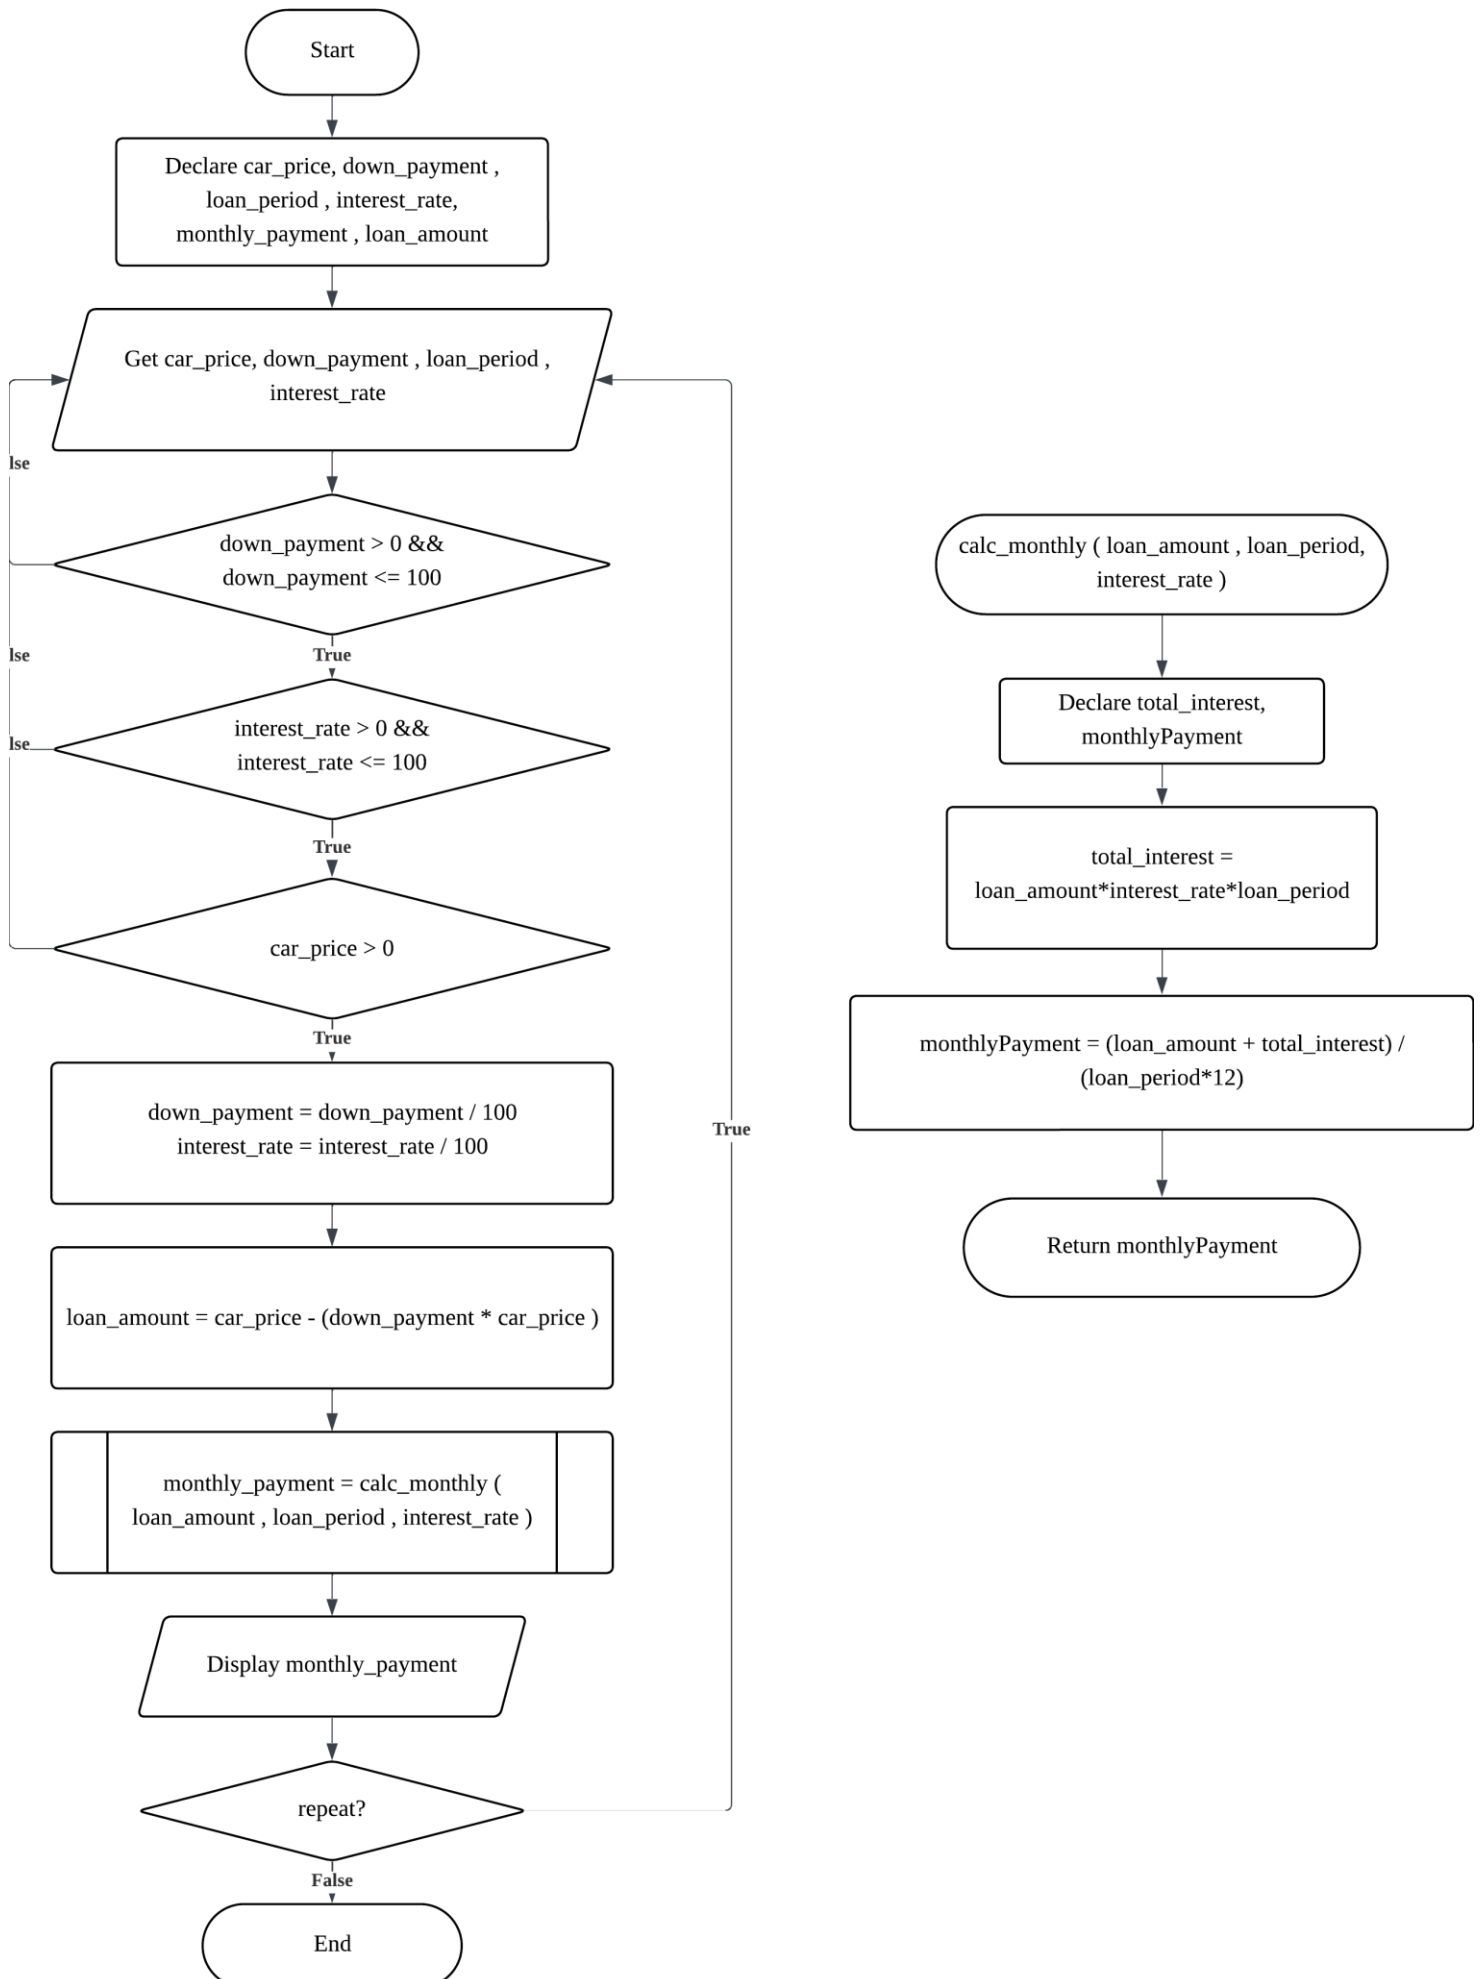 Start
Declare car_price, down_payment ,
loan_period , interest_rate,
monthly_payment , loan_amount
Get car_price, down_payment , loan_period ,
interest_rate
lse
down_payment > 0 &&
down_payment <= 100
lse
True
interest_rate > 0 &&
interest_rate <= 100
lse
True
car_price > 0
True
down_payment = down_payment / 100
interest_rate = interest_rate / 100
loan_amount = car_price - (down_payment * car_price )
monthly_payment = calc_monthly (
loan_amount , loan_period , interest_rate )
Display monthly_payment
repeat?
True
False
End
calc_monthly ( loan_amount , loan_period,
interest_rate )
Declare total_interest,
monthlyPayment
total_interest =
loan_amount*interest_rate*loan_period
monthlyPayment = (loan_amount + total_interest) /
(loan_period*12)
Return monthlyPayment